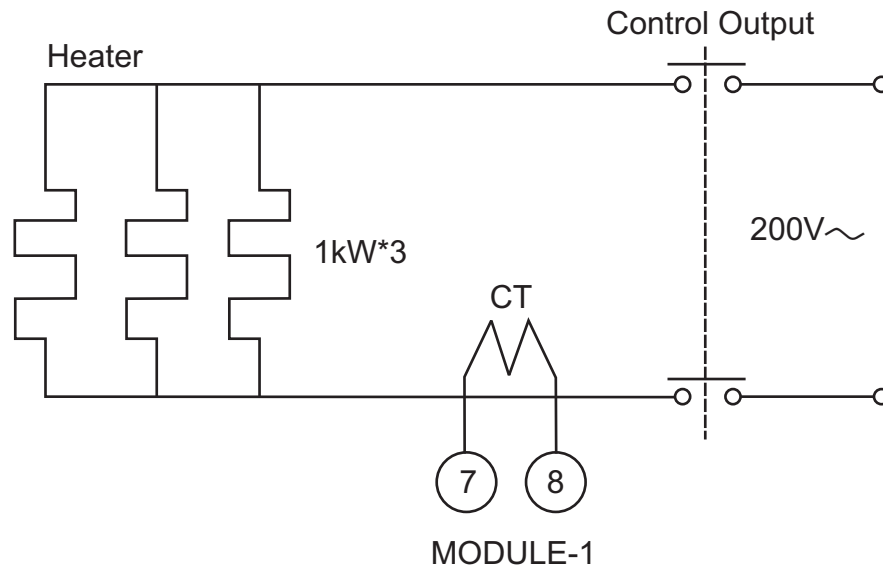 Control Output
Heater
200V～
1kW*3
CT
7
8
MODULE-1